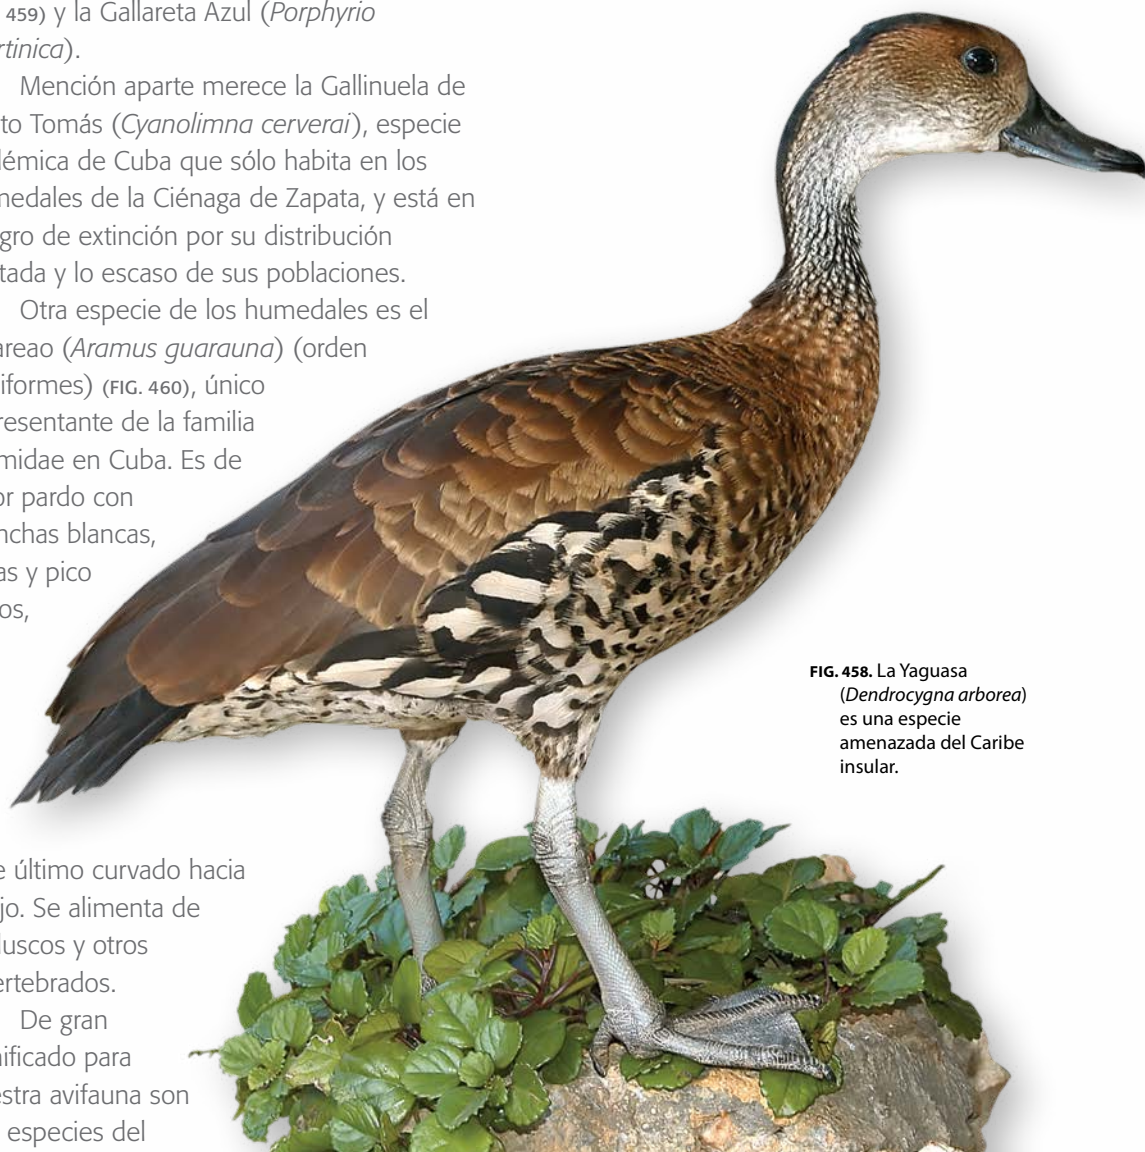 459) y la Gallareta Azul (Porphyrio
rtinica).
Mención aparte merece la Gallinuela de
to Tomás (Cyanolimna cerverai), especie
démica de Cuba que sólo habita en los
medales de la Ciénaga de Zapata, y está en
gro de extinción por su distribución
tada y lo escaso de sus poblaciones.
Otra especie de los humedales es el
areao (Aramus guarauna) (orden
iformes) (FIG. 460), único
resentante de la familia
midae en Cuba. Es de
or pardo con
nchas blancas,
as y pico
os,
FIG. 458. La Yaguasa
(Dendrocygna arborea)
es una especie
amenazada del Caribe
insular.
e último curvado hacia
jo. Se alimenta de
luscos y otros
ertebrados.
De gran
nificado para
estra avifauna son
especies del